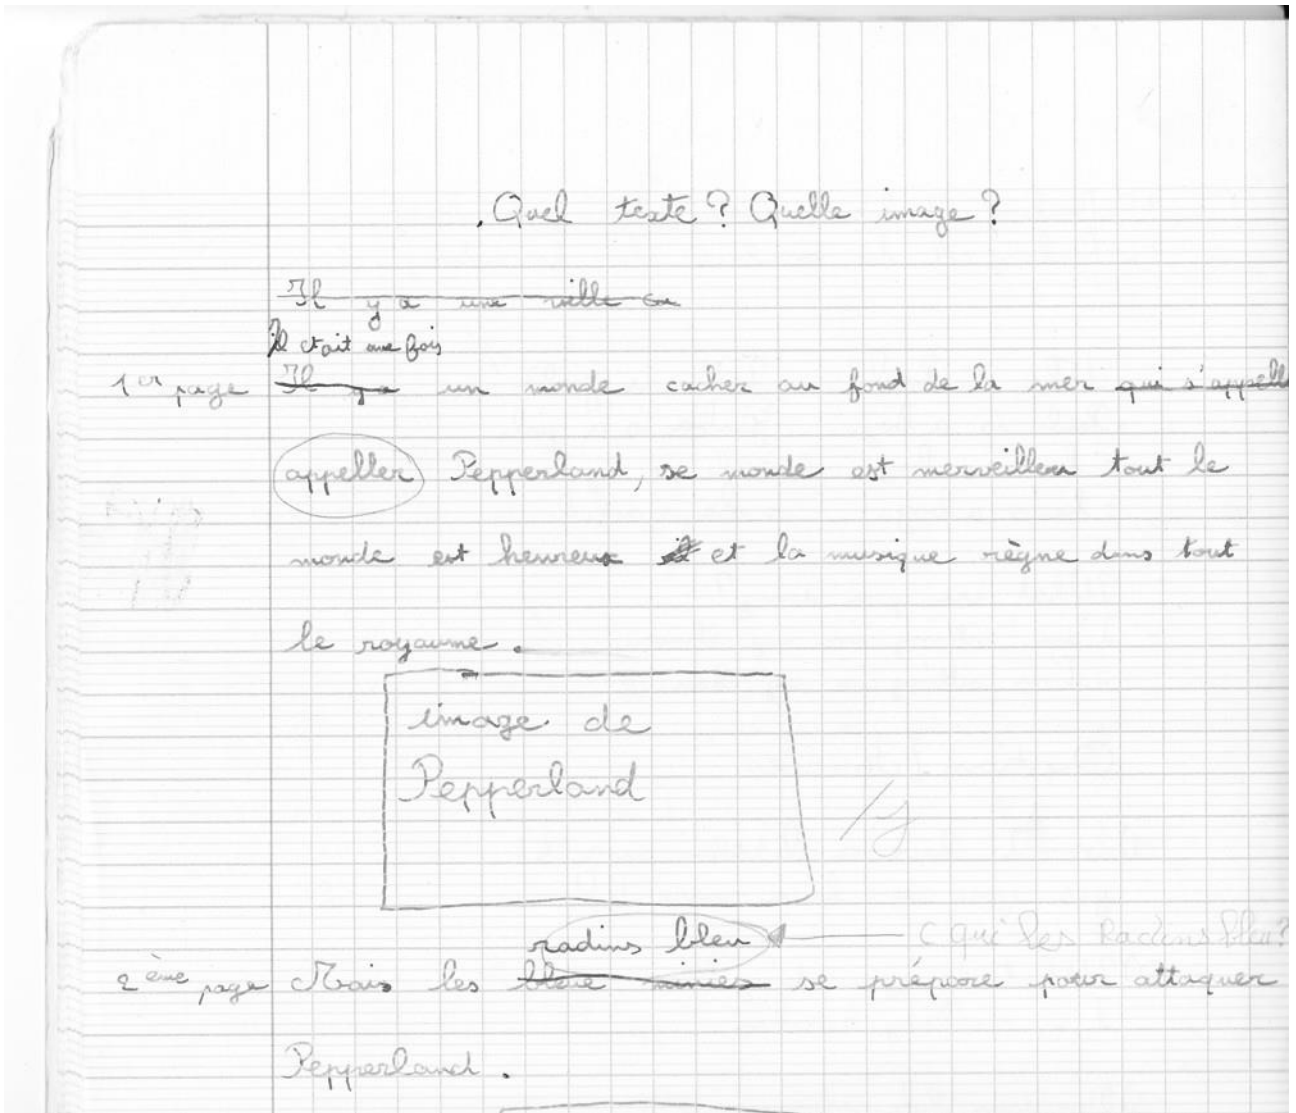 .Quel texte? Quelle image?
Il y a une ville
il était une fois
1er page Il y a un monde cacher au fond de la mer qui s'appelle
appeller Pepperland, se monde est merveilleux tout le
monde est heureux et la musique règne dans tout
le royaume.
image de
Pepperland
radins bleu C qui les Radins bleu?
2ème page Mais les bleue minies se prépare pour attaquer
Pepperland.